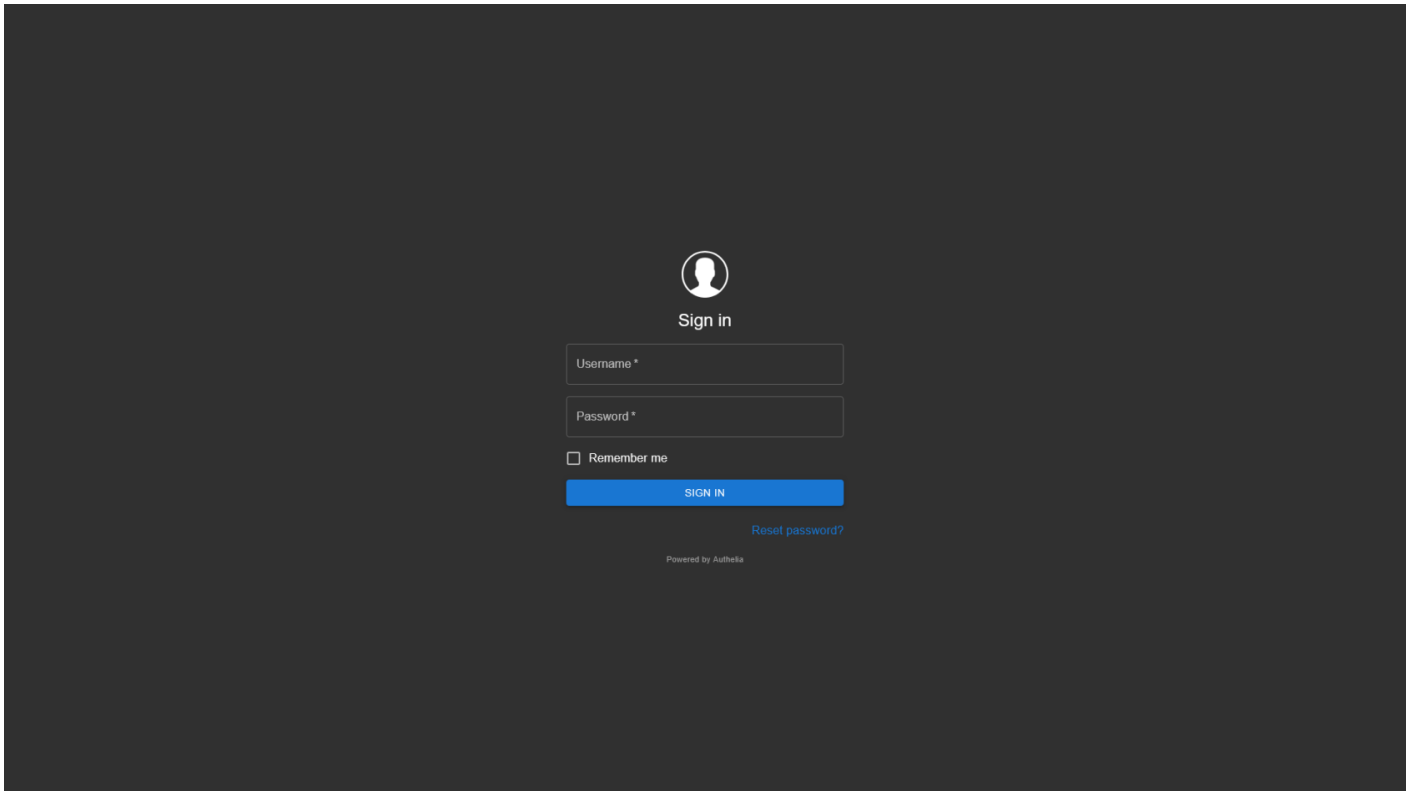 Sign in
Username *
Password *
Remember me
SIGN IN
Reset password?
Powered by Authelia